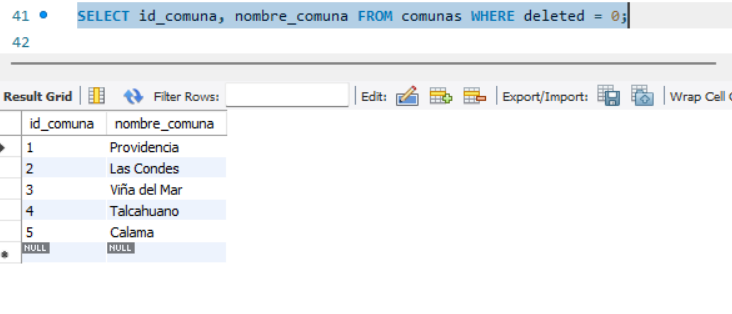 41 SELECT id_comuna, nombre_comuna FROM comunas WHERE deleted = 0;
42
Result Grid Filter Rows: Edit: Export/Import: Wrap Cell
id_comuna nombre_comuna
1 Providencia
2 Las Condes
3 Viña del Mar
4 Talcahuano
5 Calama
NULL NULL